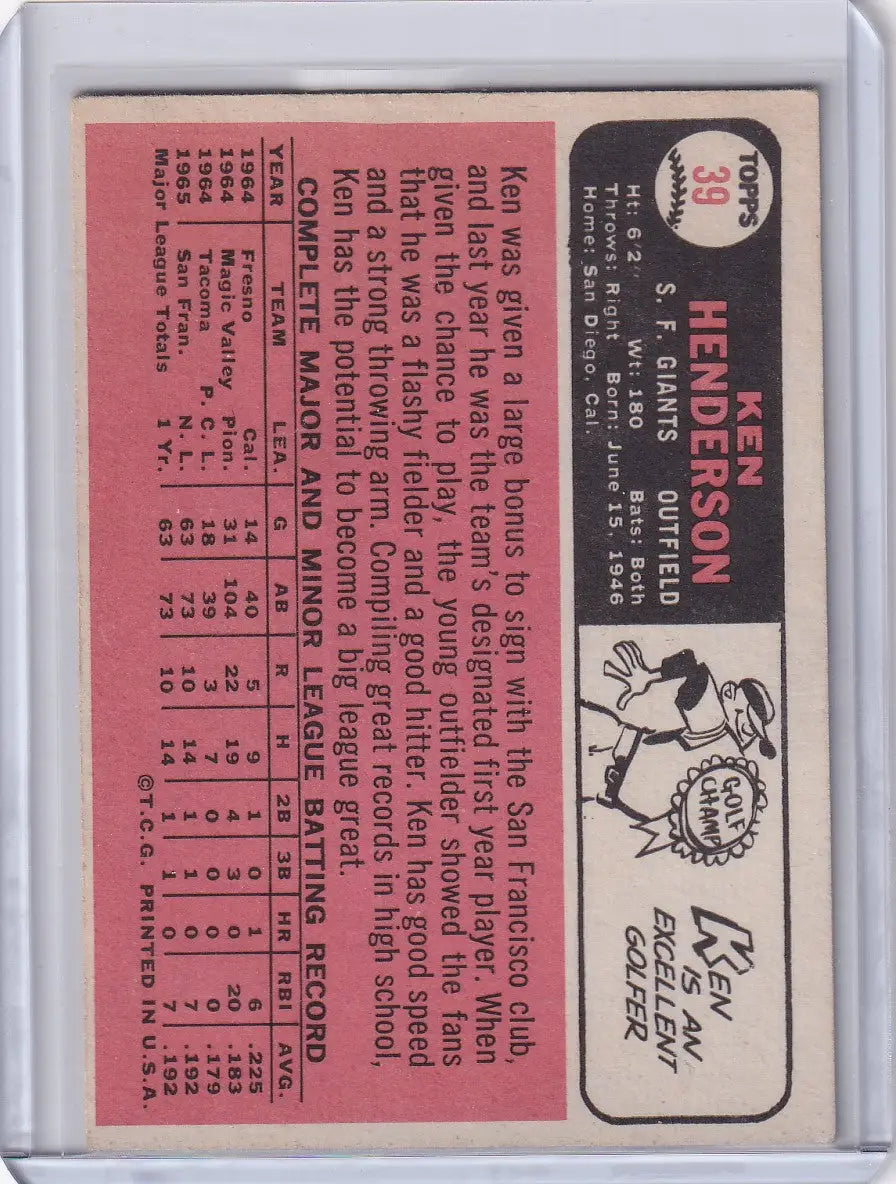 TOPPS
39
KEN
HENDERSON
S. F. GIANTS OUTFIELD
Ht: 6'2" Wt: 180 Bats: Both
Throws: Right Born: June 15, 1946
Home: San Diego, Cal.
GOLF
CHAMP
KEN
IS AN
EXCELLENT
GOLFER
Ken was given a large bonus to sign with the San Francisco club,
and last year he was the team's designated first year player. When
given the chance to play, the young outfielder showed the fans
that he was a flashy fielder and a good hitter. Ken has good speed
and a strong throwing arm. Compiling great records in high school,
Ken has the potential to become a big league great.
COMPLETE MAJOR AND MINOR LEAGUE BATTING RECORD
YEAR TEAM LEA. G AB R H 2B 3B HR RBI AVG.
1964 Fresno Cal. 14 40 5 9 1 0 1 6 .225
1964 Magic Valley Pion. 31 104 22 19 4 3 0 20 .183
1964 Tacoma P. C. L. 18 39 3 7 0 0 0 0 .179
1965 San Fran. N. L. 63 73 10 14 1 1 0 7 .192
Major League Totals 1 Yr. 63 73 10 14 1 1 0 7 .192
©T.C.G. PRINTED IN U.S.A.